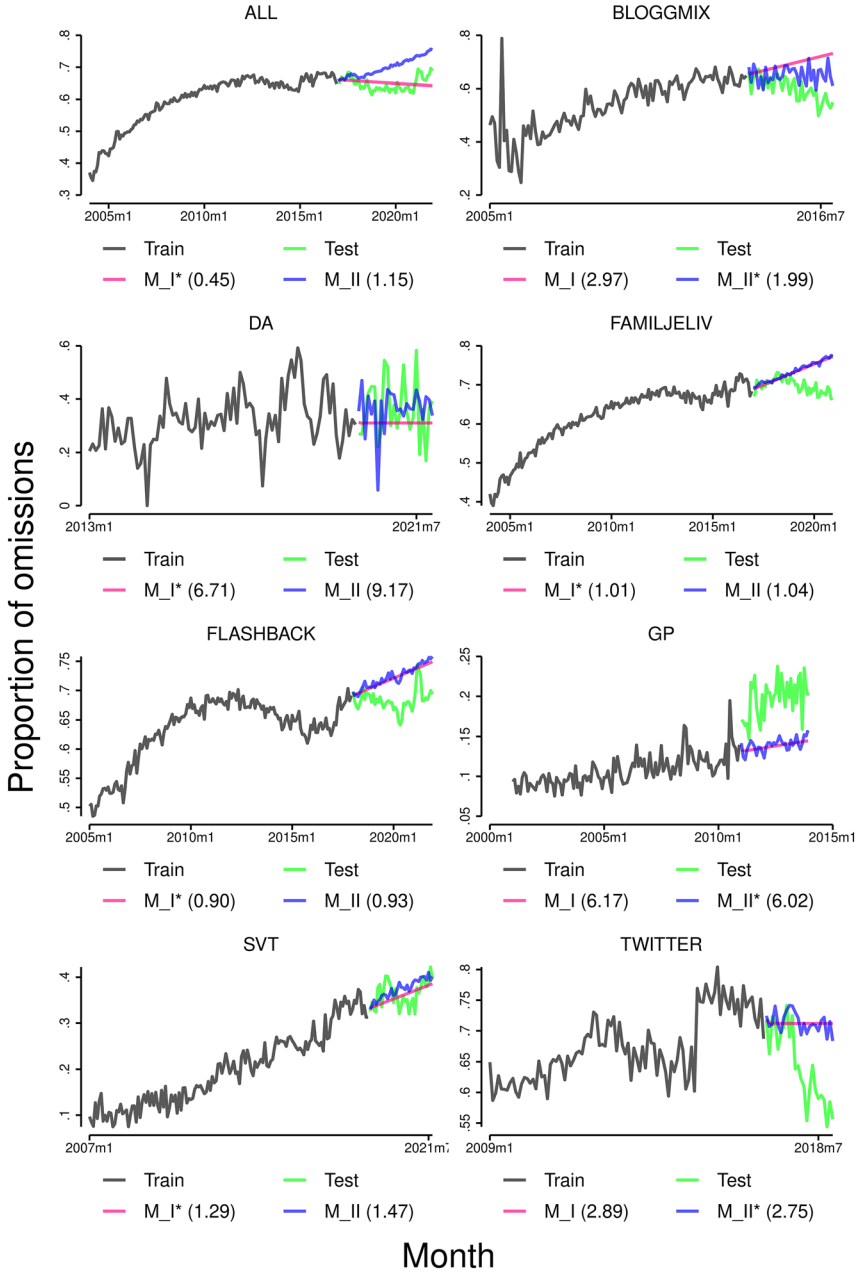 Proportion of omissions
ALL
.8
.7
.6
.5
.4
.3
2005m1 2010m1 2015m1 2020m1
Train Test
M_I* (0.45) M_II (1.15)
BLOGGMIX
.8
.6
.4
.2
2005m1 2016m7
Train Test
M_I (2.97) M_II* (1.99)
DA
.6
.4
.2
0
2013m1 2021m7
Train Test
M_I* (6.71) M_II (9.17)
FAMILJELIV
.8
.7
.6
.5
.4
2005m1 2010m1 2015m1 2020m1
Train Test
M_I* (1.01) M_II (1.04)
FLASHBACK
.75
.7
.65
.6
.55
.5
2005m1 2010m1 2015m1 2020m1
Train Test
M_I* (0.90) M_II (0.93)
GP
.25
.2
.15
.1
.05
2000m1 2005m1 2010m1 2015m1
Train Test
M_I (6.17) M_II* (6.02)
SVT
.4
.3
.2
.1
2007m1 2021m7
Train Test
M_I* (1.29) M_II (1.47)
TWITTER
.8
.75
.7
.65
.6
.55
2009m1 2018m7
Train Test
M_I (2.89) M_II* (2.75)
Month